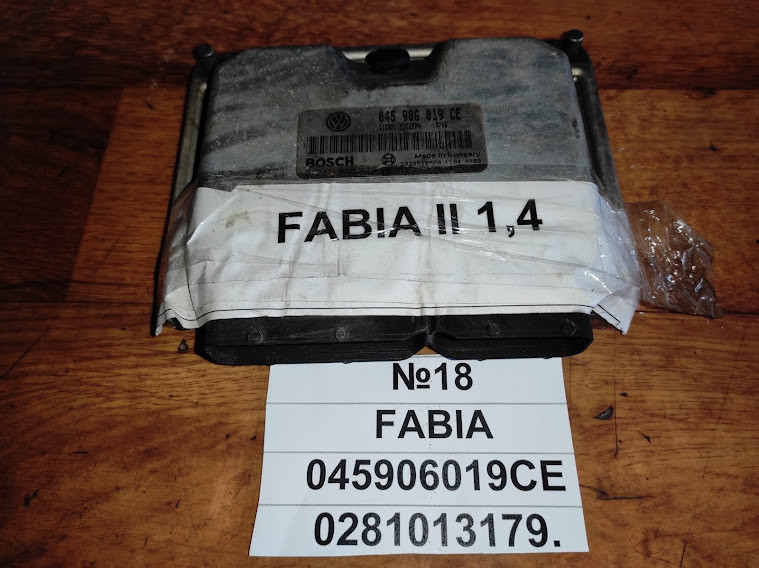 045 906 019 CE
BOSCH
Made in Hungary
FABIA II 1,4
№18
FABIA
045906019CE
0281013179.